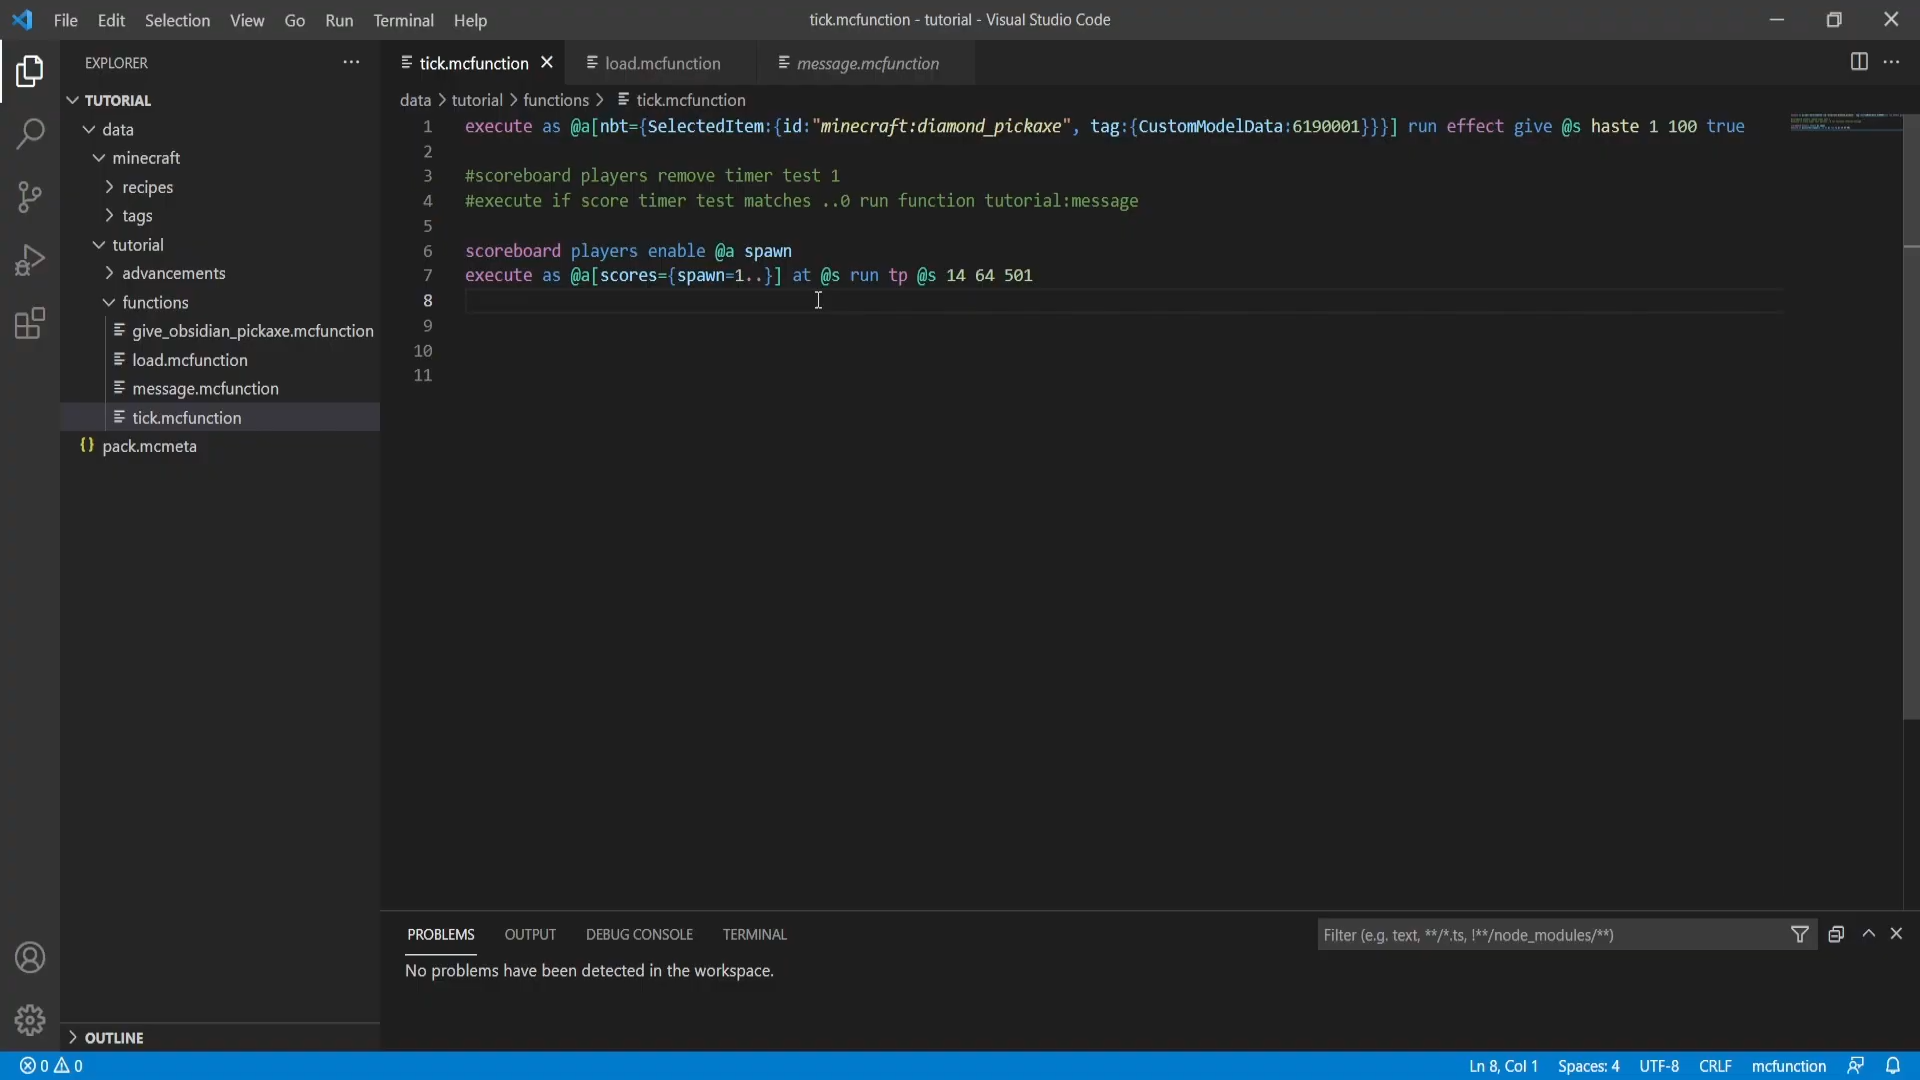 File Edit Selection View Go Run Terminal Help
tick.mcfunction - tutorial - Visual Studio Code
EXPLORER
TUTORIAL
data
minecraft
recipes
tags
tutorial
advancements
functions
give_obsidian_pickaxe.mcfunction
load.mcfunction
message.mcfunction
tick.mcfunction
pack.mcmeta
OUTLINE
tick.mcfunction load.mcfunction message.mcfunction
data > tutorial > functions > tick.mcfunction
1 execute as @a[nbt={SelectedItem:{id:"minecraft:diamond_pickaxe", tag:{CustomModelData:6190001}}}] run effect give @s haste 1 100 true
2
3 #scoreboard players remove timer test 1
4 #execute if score timer test matches ..0 run function tutorial:message
5
6 scoreboard players enable @a spawn
7 execute as @a[scores={spawn=1..}] at @s run tp @s 14 64 501
8
9
10
11
PROBLEMS OUTPUT DEBUG CONSOLE TERMINAL
Filter (e.g. text, **/*.ts, !**/node_modules/**)
No problems have been detected in the workspace.
0 0
Ln 8, Col 1 Spaces: 4 UTF-8 CRLF mcfunction